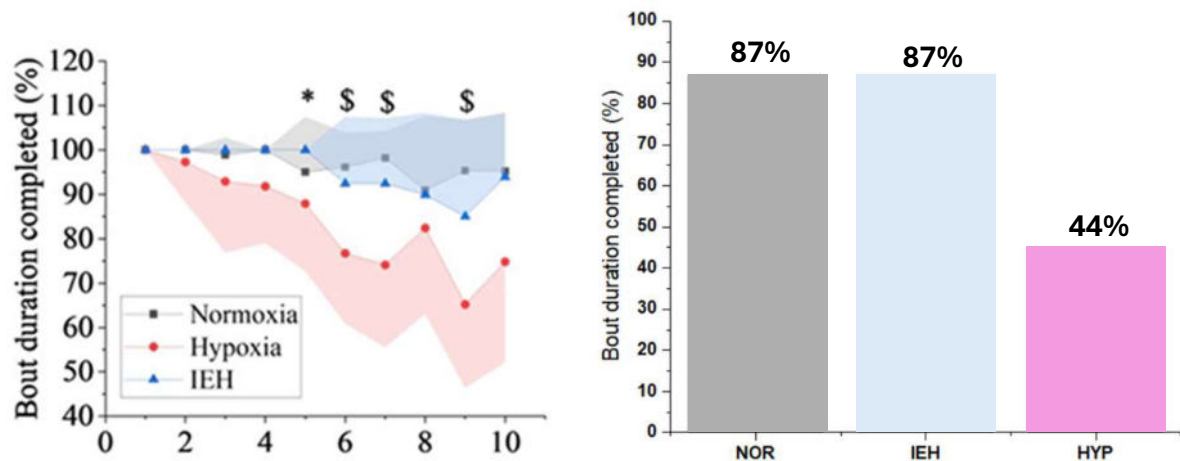 Bout duration completed (%)
120
110
100
90
80
70
60
50
40
* $ $ $
Normoxia
Hypoxia
IEH
0 2 4 6 8 10
Bout duration completed (%)
100
90
80
70
60
50
40
30
20
10
0
87%
87%
44%
NOR IEH HYP